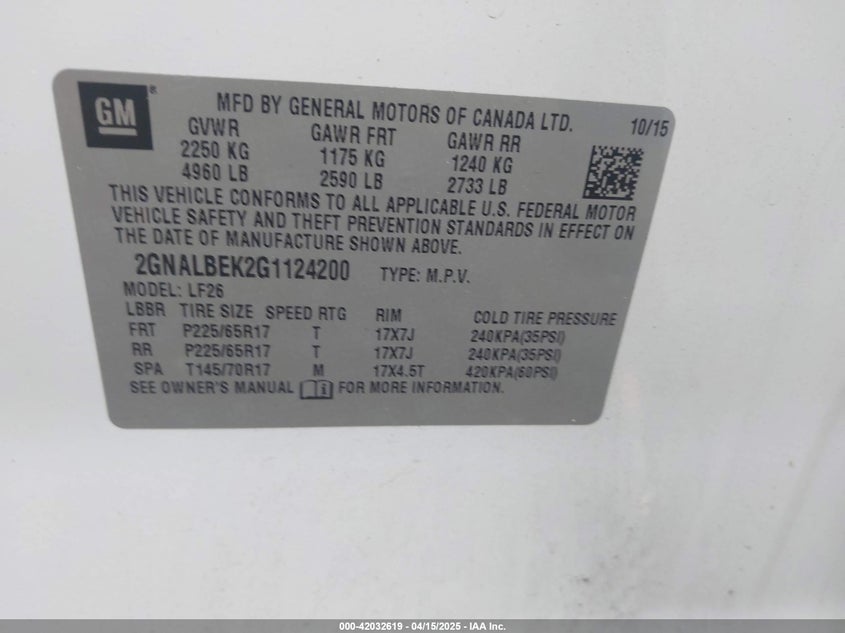 GM®
MFD BY GENERAL MOTORS OF CANADA LTD. 10/15
GVWR GAWR FRT GAWR RR
2250 KG 1175 KG 1240 KG
4960 LB 2590 LB 2733 LB
THIS VEHICLE CONFORMS TO ALL APPLICABLE U.S. FEDERAL MOTOR
VEHICLE SAFETY AND THEFT PREVENTION STANDARDS IN EFFECT ON
THE DATE OF MANUFACTURE SHOWN ABOVE.
2GNALBEK2G1124200 TYPE: M.P.V.
MODEL: LF26
LBBR TIRE SIZE SPEED RTG RIM COLD TIRE PRESSURE
FRT P225/65R17 T 17X7J 240KPA(35PSI)
RR P225/65R17 T 17X7J 240KPA(35PSI)
SPA T145/70R17 M 17X4.5T 420KPA(60PSI)
SEE OWNER'S MANUAL FOR MORE INFORMATION.
000-42032619 - 04/15/2025 - IAA Inc.